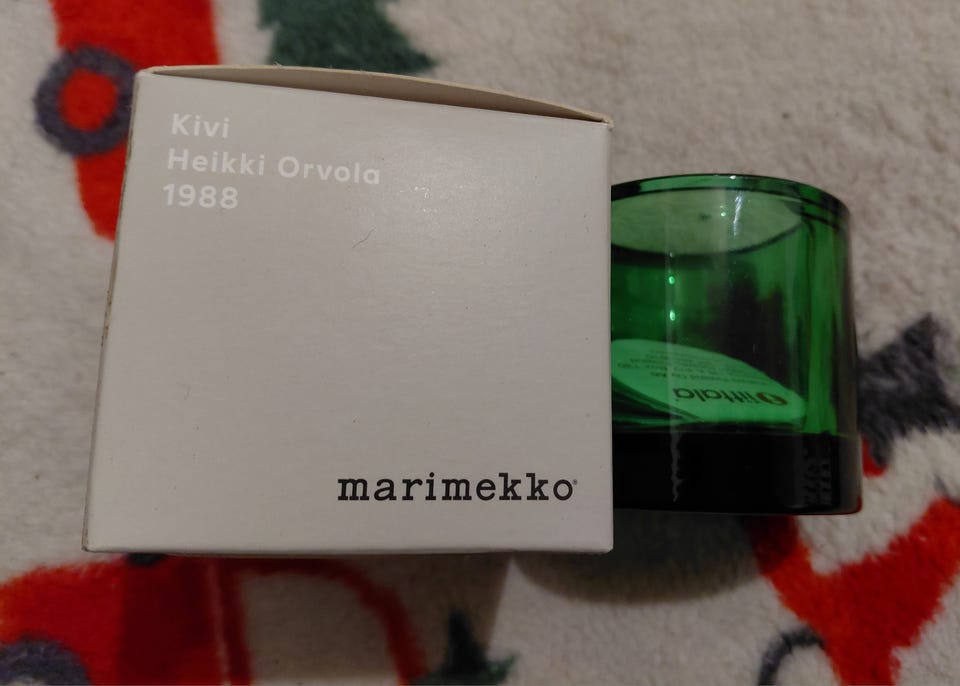 Kivi
Heikki Orvola
1988
marimekko®
iittala